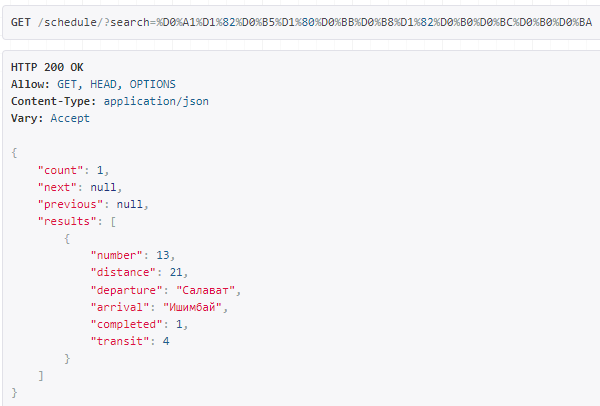 GET /schedule/?search=%D0%A1%D1%82%D0%B5%D1%80%D0%BB%D0%B8%D1%82%D0%B0%D0%BC%D0%B0%D0%BA
HTTP 200 OK
Allow: GET, HEAD, OPTIONS
Content-Type: application/json
Vary: Accept
{
"count": 1,
"next": null,
"previous": null,
"results": [
{
"number": 13,
"distance": 21,
"departure": "Салават",
"arrival": "Ишимбай",
"completed": 1,
"transit": 4
}
]
}